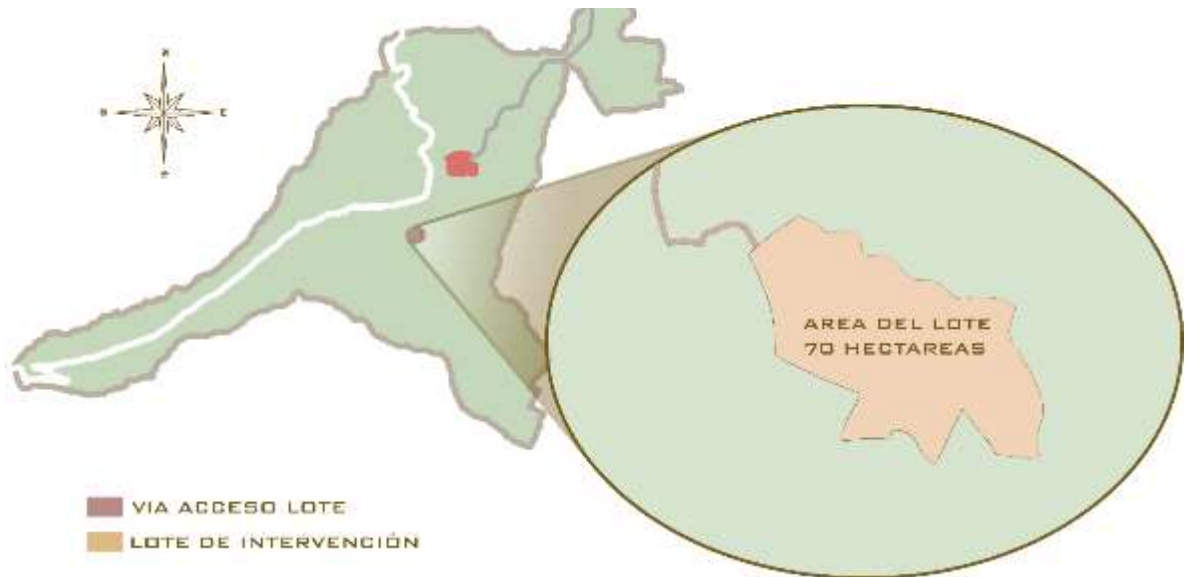 N
E
AREA DEL LOTE
70 HECTAREAS
VIA ACCESO LOTE
LOTE DE INTERVENCIÓN